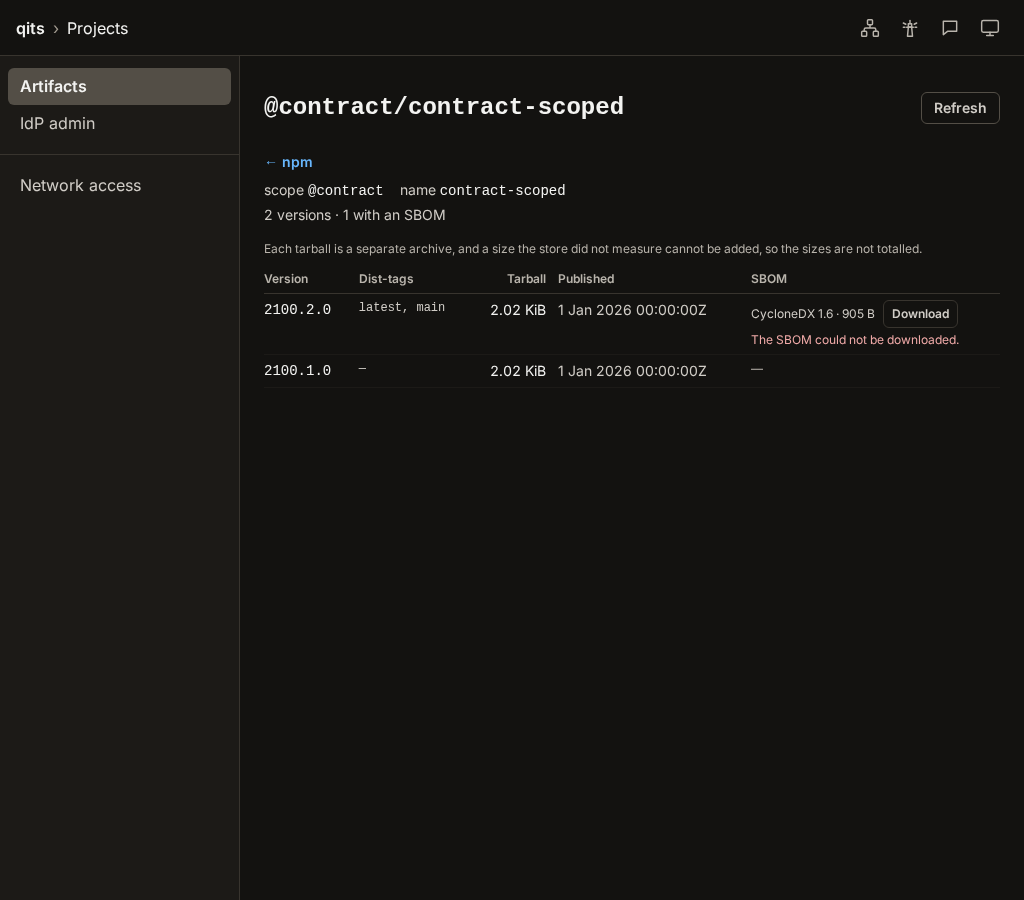 qits › Projects
Artifacts
IdP admin
Network access
@contract/contract-scoped
Refresh
← npm
scope @contract name contract-scoped
2 versions · 1 with an SBOM
Each tarball is a separate archive, and a size the store did not measure cannot be added, so the sizes are not totalled.
Version Dist-tags Tarball Published SBOM
2100.2.0 latest, main 2.02 KiB 1 Jan 2026 00:00:00Z CycloneDX 1.6 · 905 B Download
The SBOM could not be downloaded.
2100.1.0 — 2.02 KiB 1 Jan 2026 00:00:00Z —